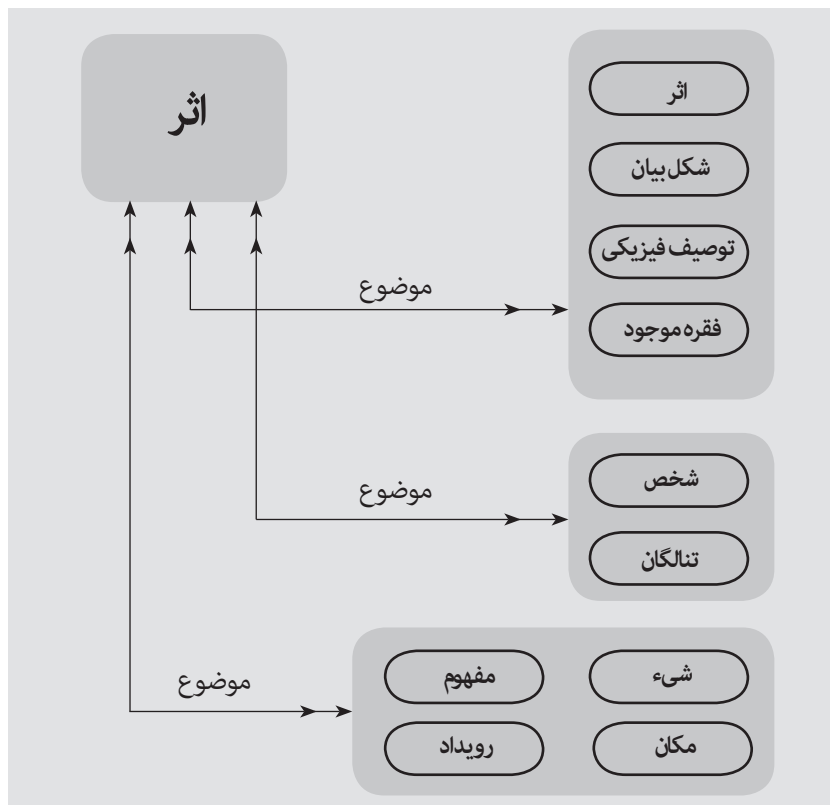 اثر
اثر
شکل بیان
توصیف فیزیکی
فقره موجود
موضوع
شخص
تنالگان
موضوع
شیء
مفهوم
مکان
رویداد
موضوع